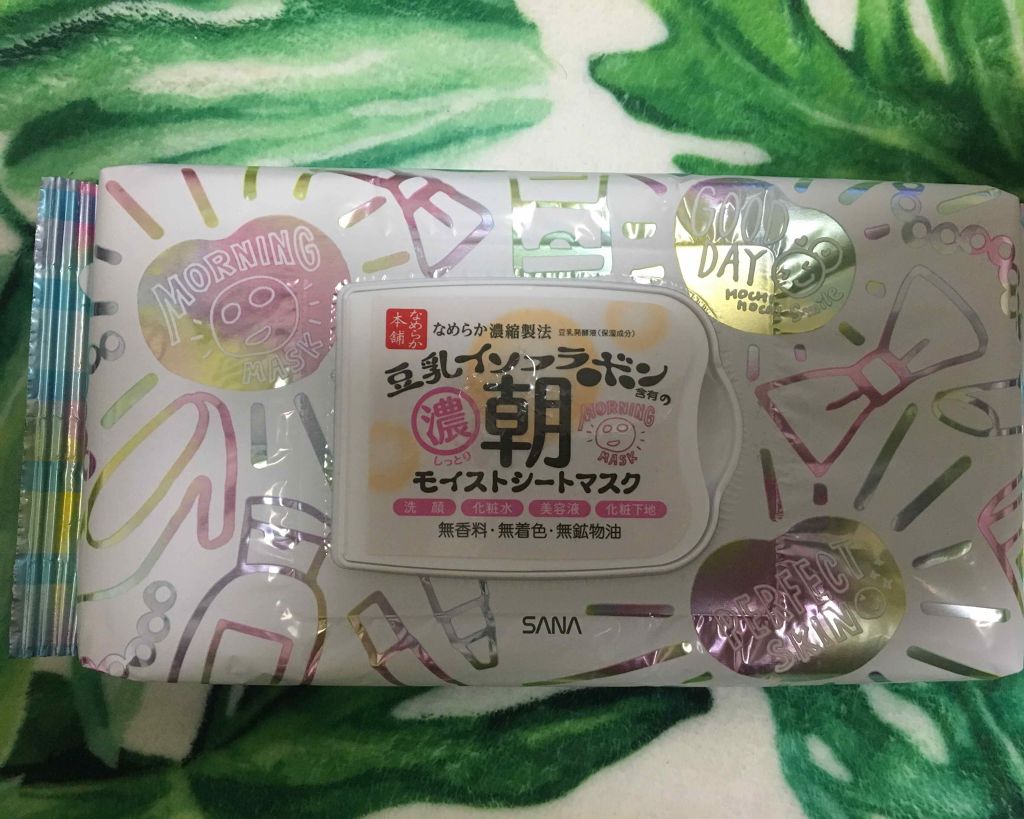 MORNING
MASK
GOOD
DAY
MOCHI
なめらか
本舗
なめらか濃縮製法 豆乳発酵液(保湿成分)
豆乳イソフラボン
含有の
濃
しっとり
朝
MORNING
MASK
モイストシートマスク
洗顔 化粧水 美容液 化粧下地
無香料・無着色・無鉱物油
PERFECT
SKIN
SANA